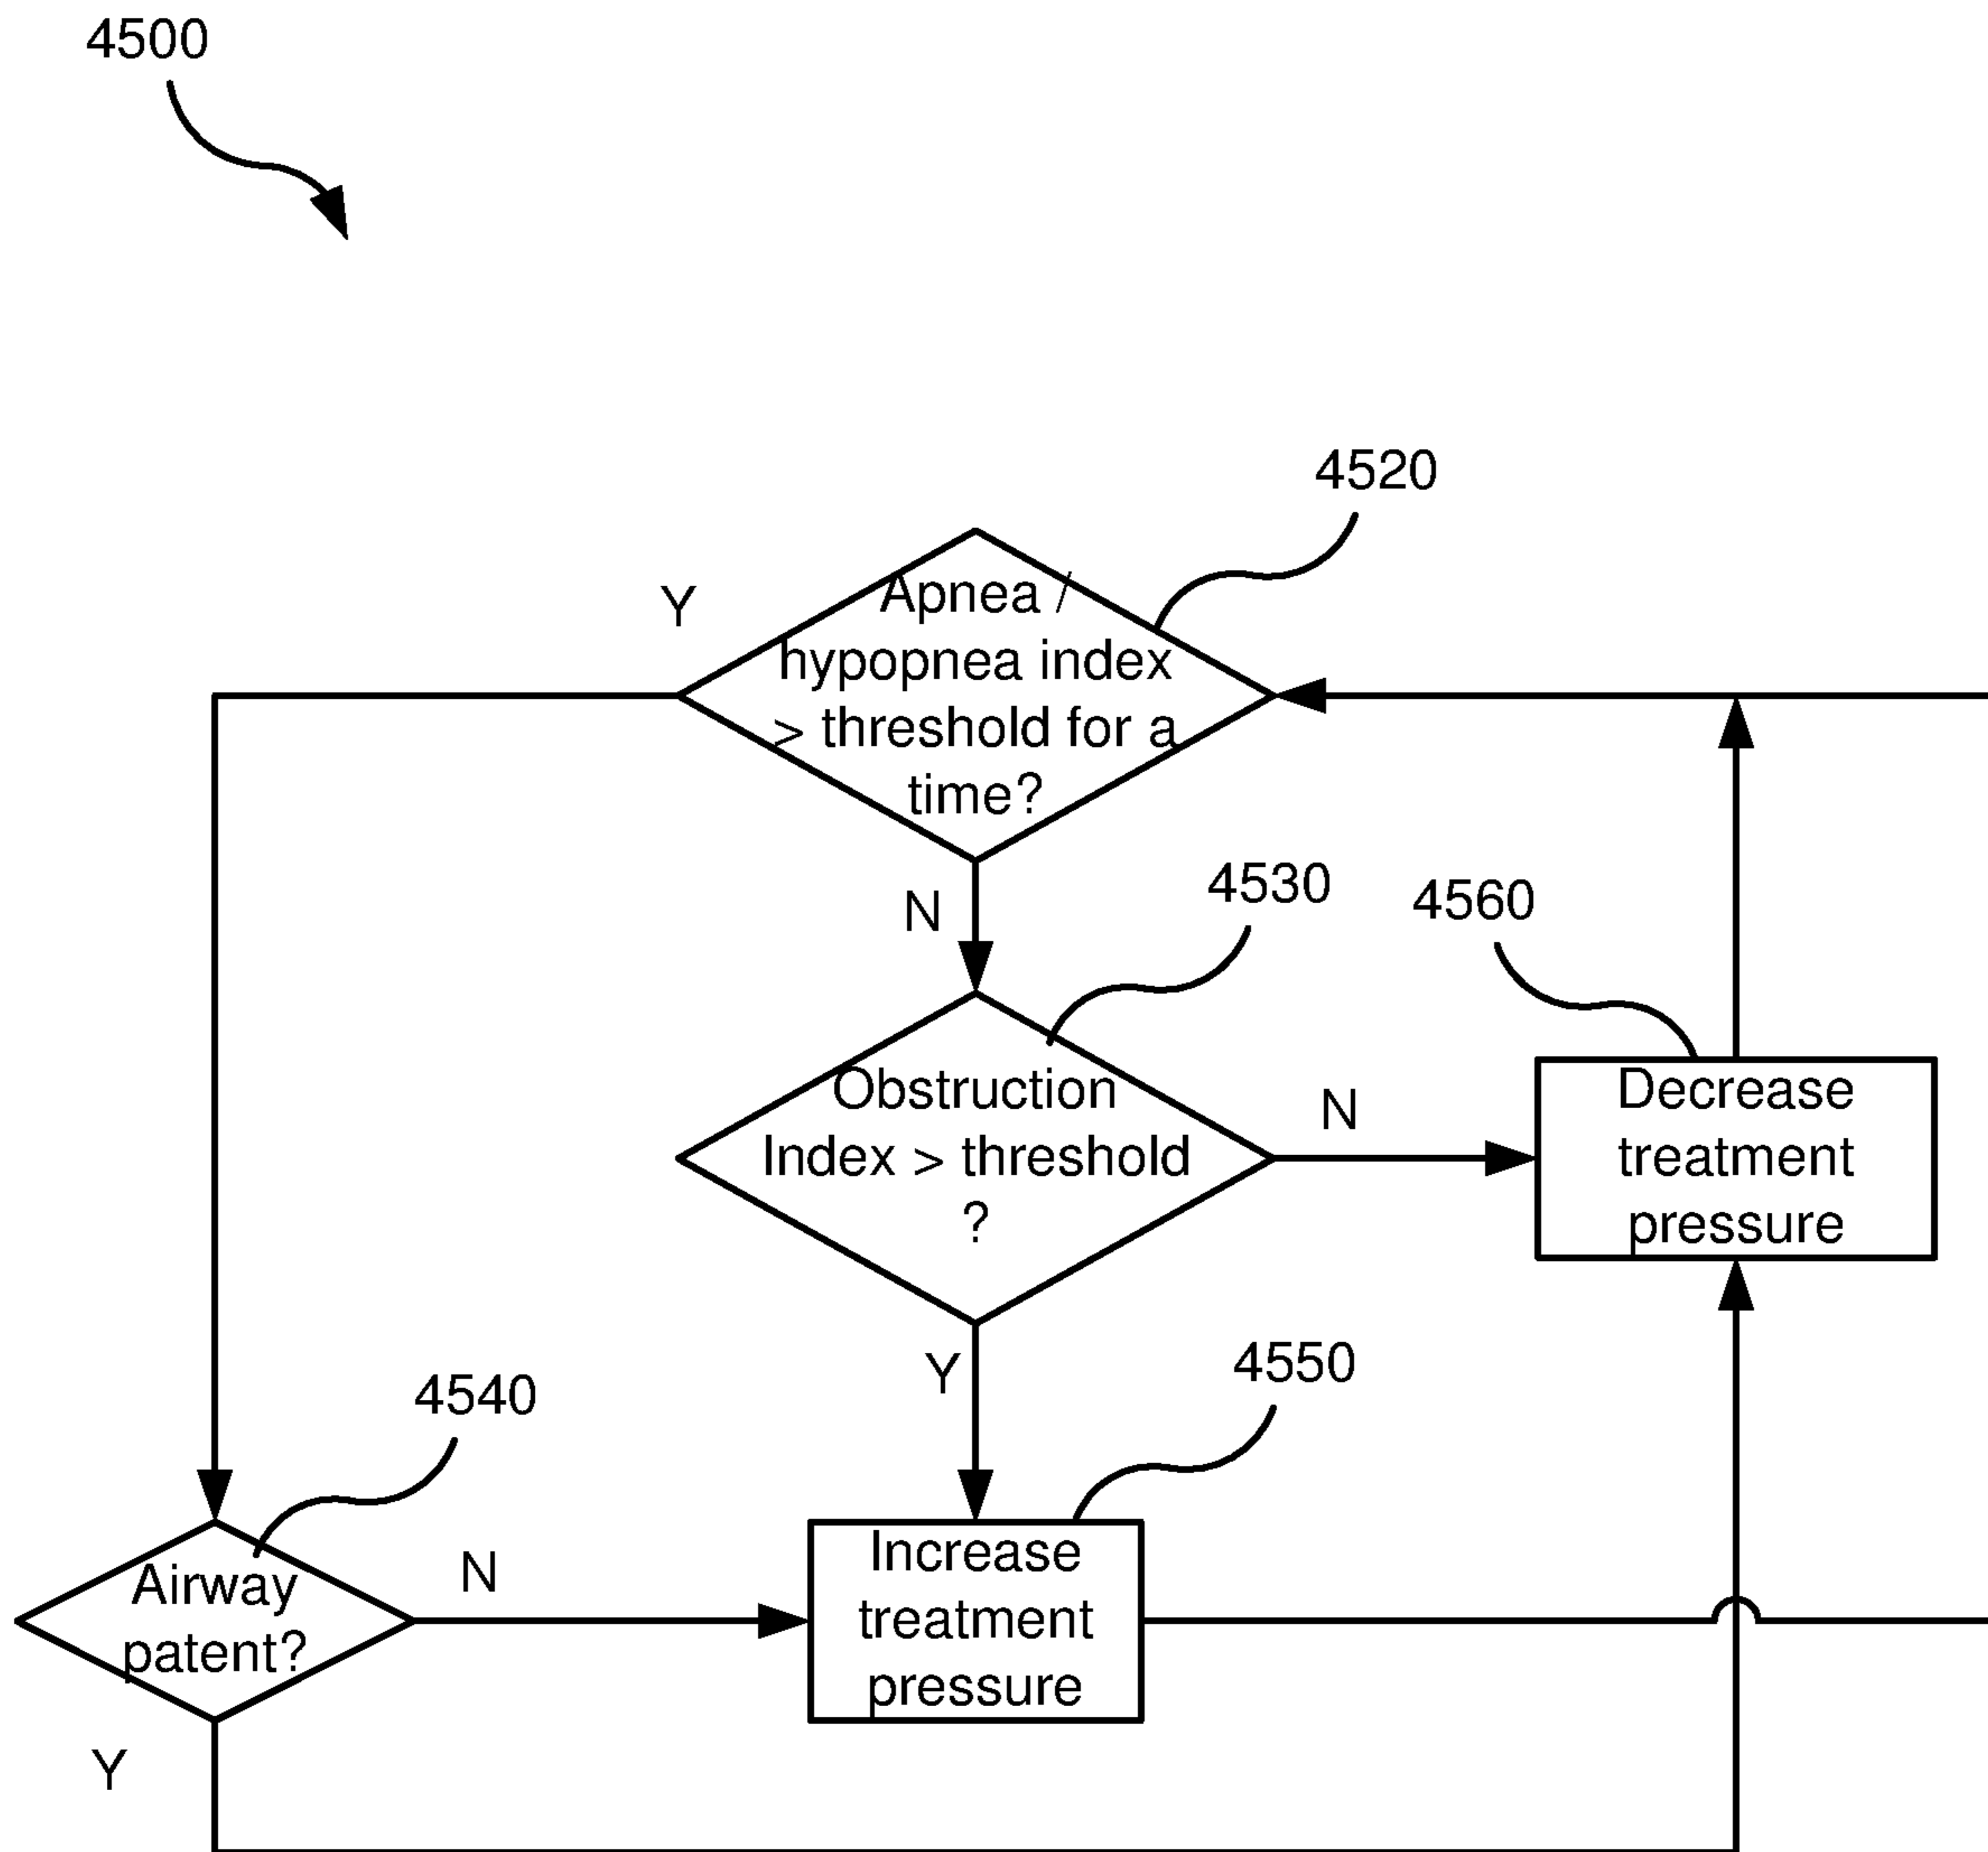 4500
4520
Y
Apnea /
hypopnea index
> threshold for a
time?
N
4530
4560
Obstruction
Index > threshold
?
N
Decrease
treatment
pressure
Y
4550
4540
Airway
patent?
N
Increase
treatment
pressure
Y